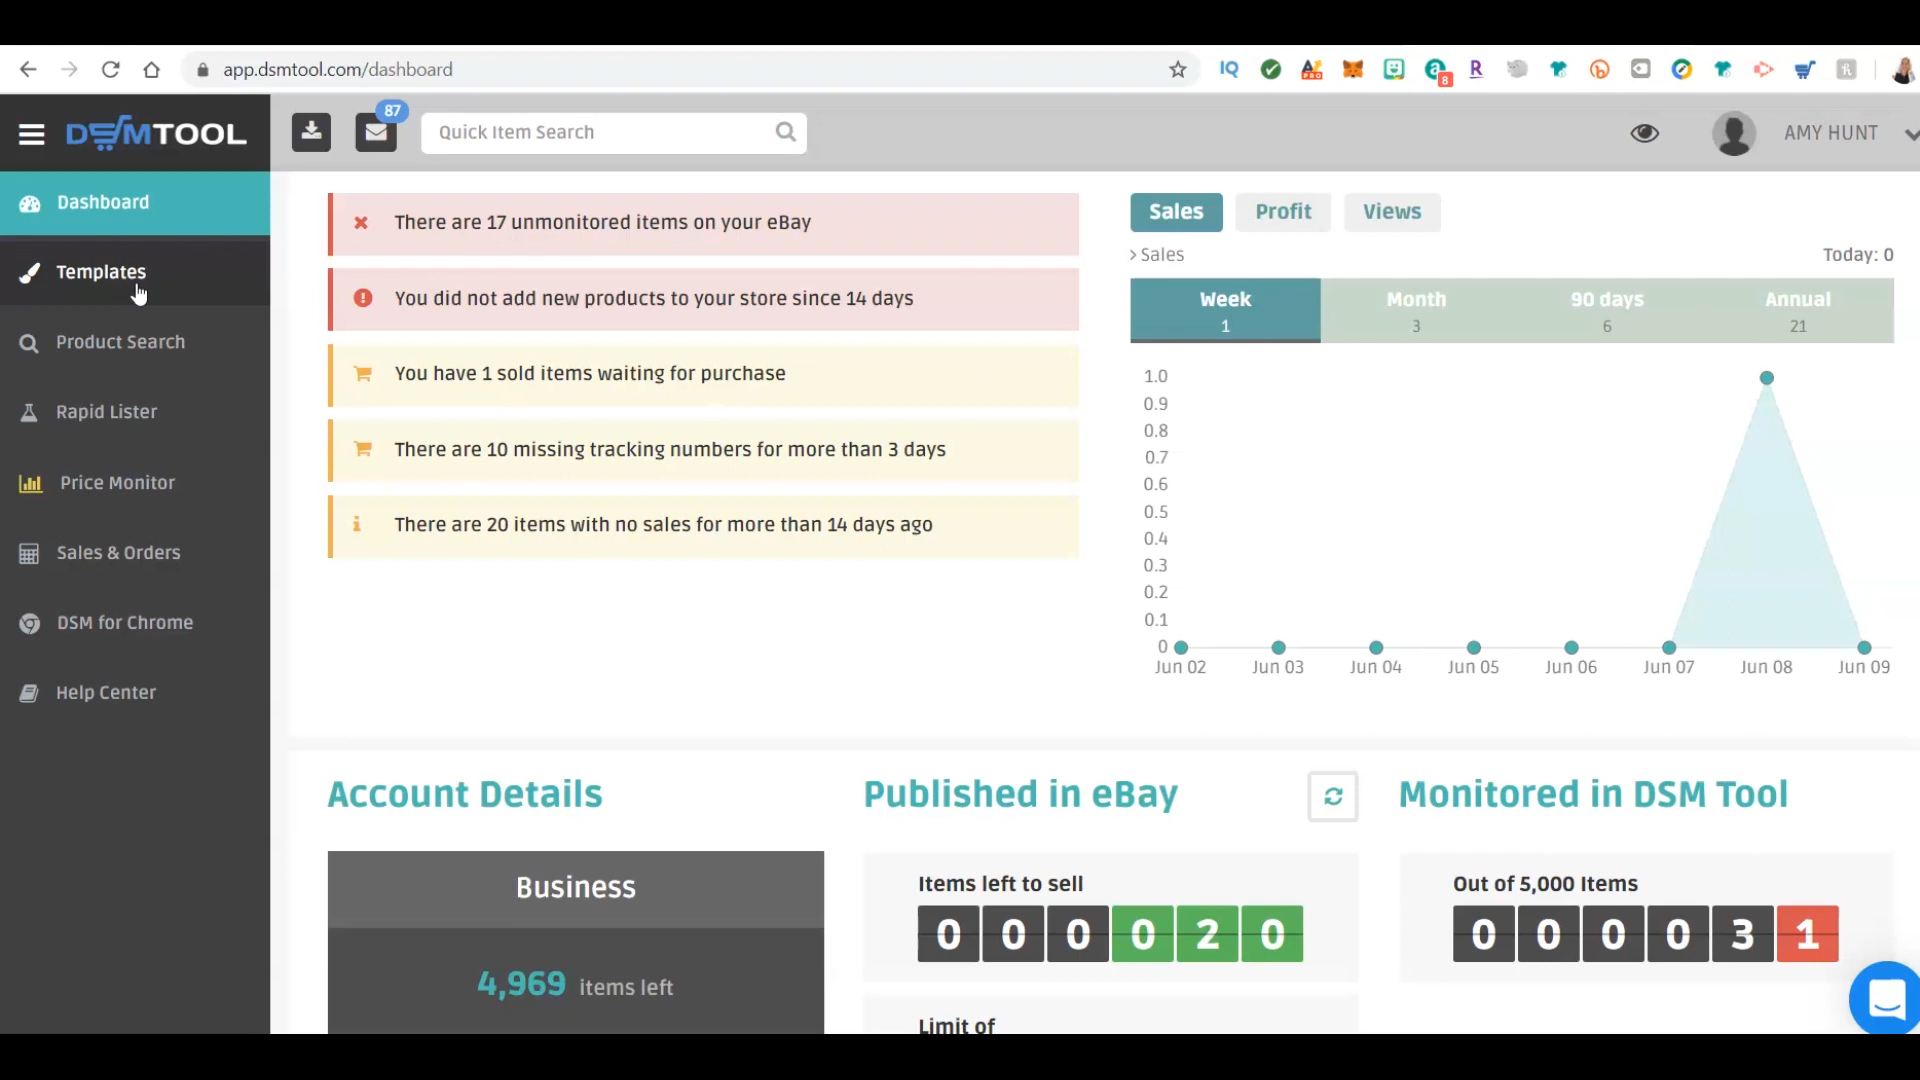 app.dsmtool.com/dashboard
IQ
PRO
8
R
DSMTOOL
87
Quick Item Search
AMY HUNT
Dashboard
Templates
Product Search
Rapid Lister
Price Monitor
Sales & Orders
DSM for Chrome
Help Center
There are 17 unmonitored items on your eBay
You did not add new products to your store since 14 days
You have 1 sold items waiting for purchase
There are 10 missing tracking numbers for more than 3 days
There are 20 items with no sales for more than 14 days ago
Sales Profit Views
> Sales Today: 0
Week Month 90 days Annual
1 3 6 21
1.0
0.9
0.8
0.7
0.6
0.5
0.4
0.3
0.2
0.1
0
Jun 02 Jun 03 Jun 04 Jun 05 Jun 06 Jun 07 Jun 08 Jun 09
Account Details
Business
4,969 items left
Published in eBay
Items left to sell
0 0 0 0 2 0
Limit of
Monitored in DSM Tool
Out of 5,000 Items
0 0 0 0 3 1